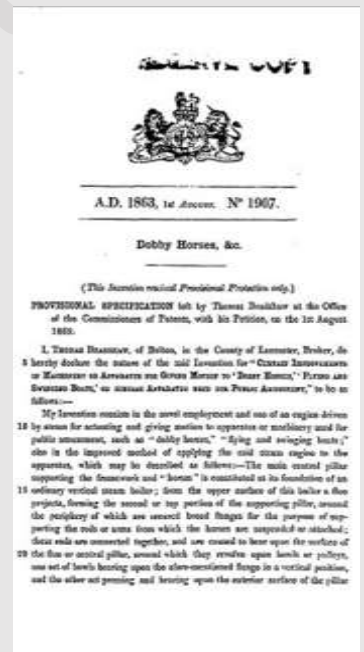 COPY
A.D. 1863, 1st AUGUST. Nº 1907.
Dobby Horses, &c.
(This Invention received Provisional Protection only.)
PROVISIONAL SPECIFICATION left by Thomas Bradshaw at the Office
of the Commissioners of Patents, with his Petition, on the 1st August
1863.
I, THOMAS BRADSHAW, of Bolton, in the County of Lancaster, Broker, do
5 hereby declare the nature of the said Invention for "CERTAIN IMPROVEMENTS
IN MACHINERY OR APPARATUS FOR GIVING MOTION TO 'DOBBY HORSES,' 'FLYING AND
SWINGING BOATS,' OR SIMILAR APPARATUS USED FOR PUBLIC AMUSEMENT," to be as
follows:—
My Invention consists in the novel employment and use of an engine driven
10 by steam for actuating and giving motion to apparatus or machinery used for
public amusement, such as "dobby horses," "flying and swinging boats;"
also in the improved method of applying the said steam engine to the
apparatus, which may be described as follows:—The main central pillar
supporting the framework and "horses" is constituted at its foundation of an
15 ordinary vertical steam boiler; from the upper surface of this boiler a flue
projects, forming the second or top portion of the supporting pillar, around
the periphery of which are secured broad flanges for the purpose of sup-
porting the rods or arms from which the horses are suspended or attached;
these rods are connected together, and are caused to bear upon the surface of
20 the flue or central pillar, around which they revolve upon bowls or pulleys,
one set of bowls bearing upon the afore-mentioned flange in a vertical position,
and the other set pressing and bearing upon the exterior surface of the pillar